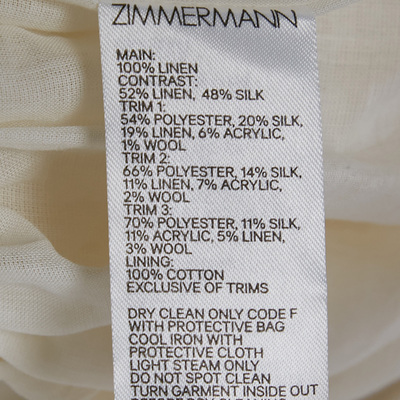 ZIMMERMANN
MAIN:
100% LINEN
CONTRAST:
52% LINEN, 48% SILK
TRIM 1:
54% POLYESTER, 20% SILK,
19% LINEN, 6% ACRYLIC,
1% WOOL
TRIM 2:
66% POLYESTER, 14% SILK,
11% LINEN, 7% ACRYLIC,
2% WOOL
TRIM 3:
70% POLYESTER, 11% SILK,
11% ACRYLIC, 5% LINEN,
3% WOOL
LINING:
100% COTTON
EXCLUSIVE OF TRIMS
DRY CLEAN ONLY CODE F
WITH PROTECTIVE BAG
COOL IRON WITH
PROTECTIVE CLOTH
LIGHT STEAM ONLY
DO NOT SPOT CLEAN
TURN GARMENT INSIDE OUT